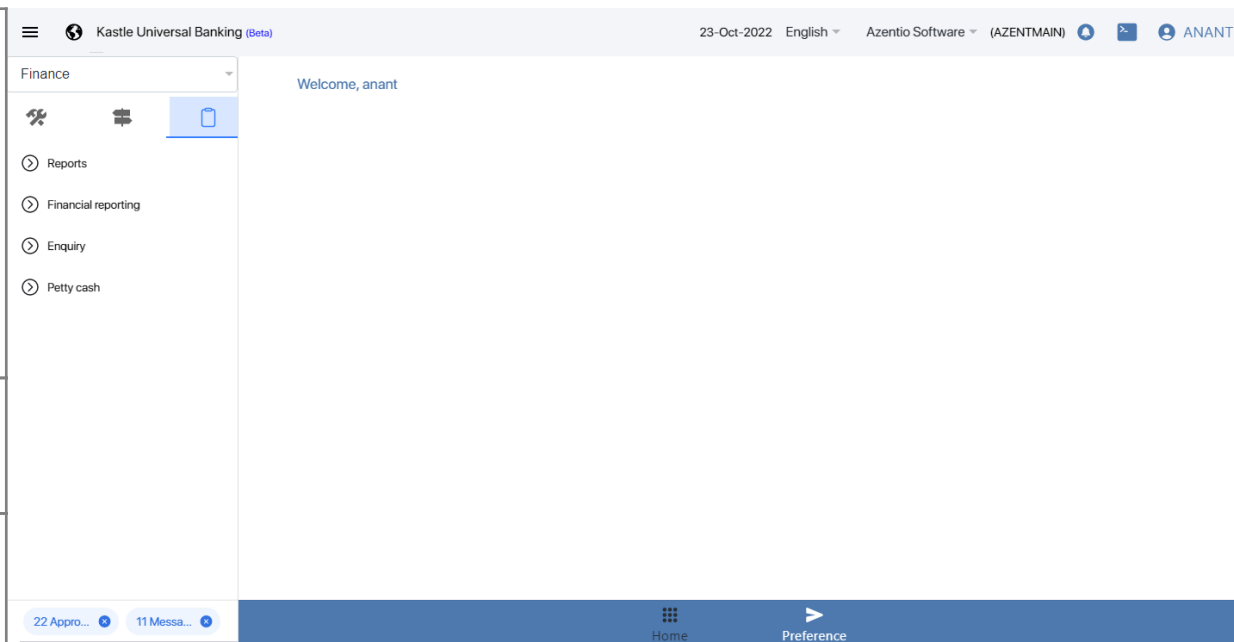 Kastle Universal Banking (Beta) 23-Oct-2022 English Azentio Software (AZENTMAIN) ANANT
Finance
Welcome, anant
Reports
Financial reporting
Enquiry
Petty cash
22 Appro... 11 Messa...
Home Preference